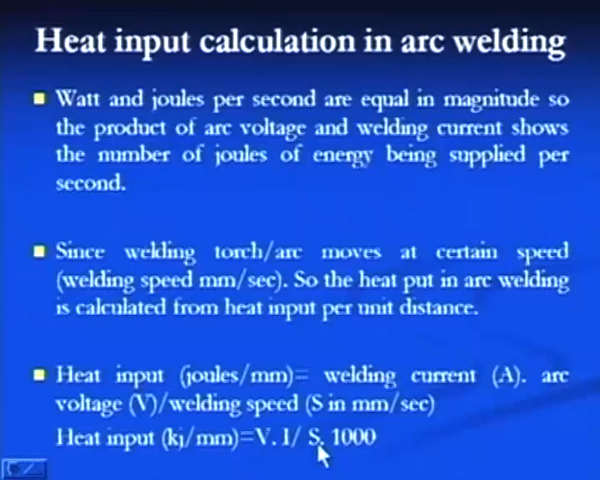 Heat input calculation in arc welding
Watt and joules per second are equal in magnitude so
the product of arc voltage and welding current shows
the number of joules of energy being supplied per
second.
Since welding torch/arc moves at certain speed
(welding speed mm/sec). So the heat put in arc welding
is calculated from heat input per unit distance.
Heat input (joules/mm)= welding current (A). arc
voltage (V)/welding speed (S in mm/sec)
Heat input (kj/mm)=V. I/ S. 1000